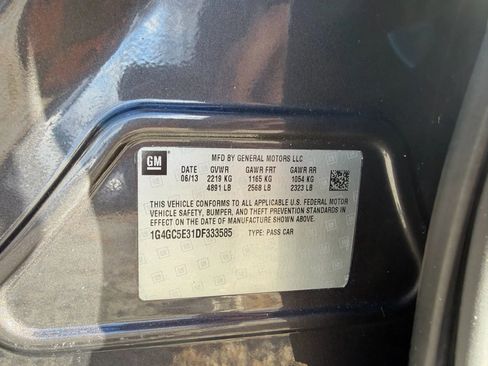 GM
MFD BY GENERAL MOTORS LLC
DATE GVWR GAWR FRT GAWR RR
06/13 2219 KG 1165 KG 1054 KG
4891 LB 2568 LB 2323 LB
THIS VEHICLE CONFORMS TO ALL APPLICABLE U.S. FEDERAL MOTOR
VEHICLE SAFETY, BUMPER, AND THEFT PREVENTION STANDARDS
IN EFFECT ON THE DATE OF MANUFACTURE SHOWN ABOVE.
1G4GC5E31DF333585 TYPE: PASS CAR